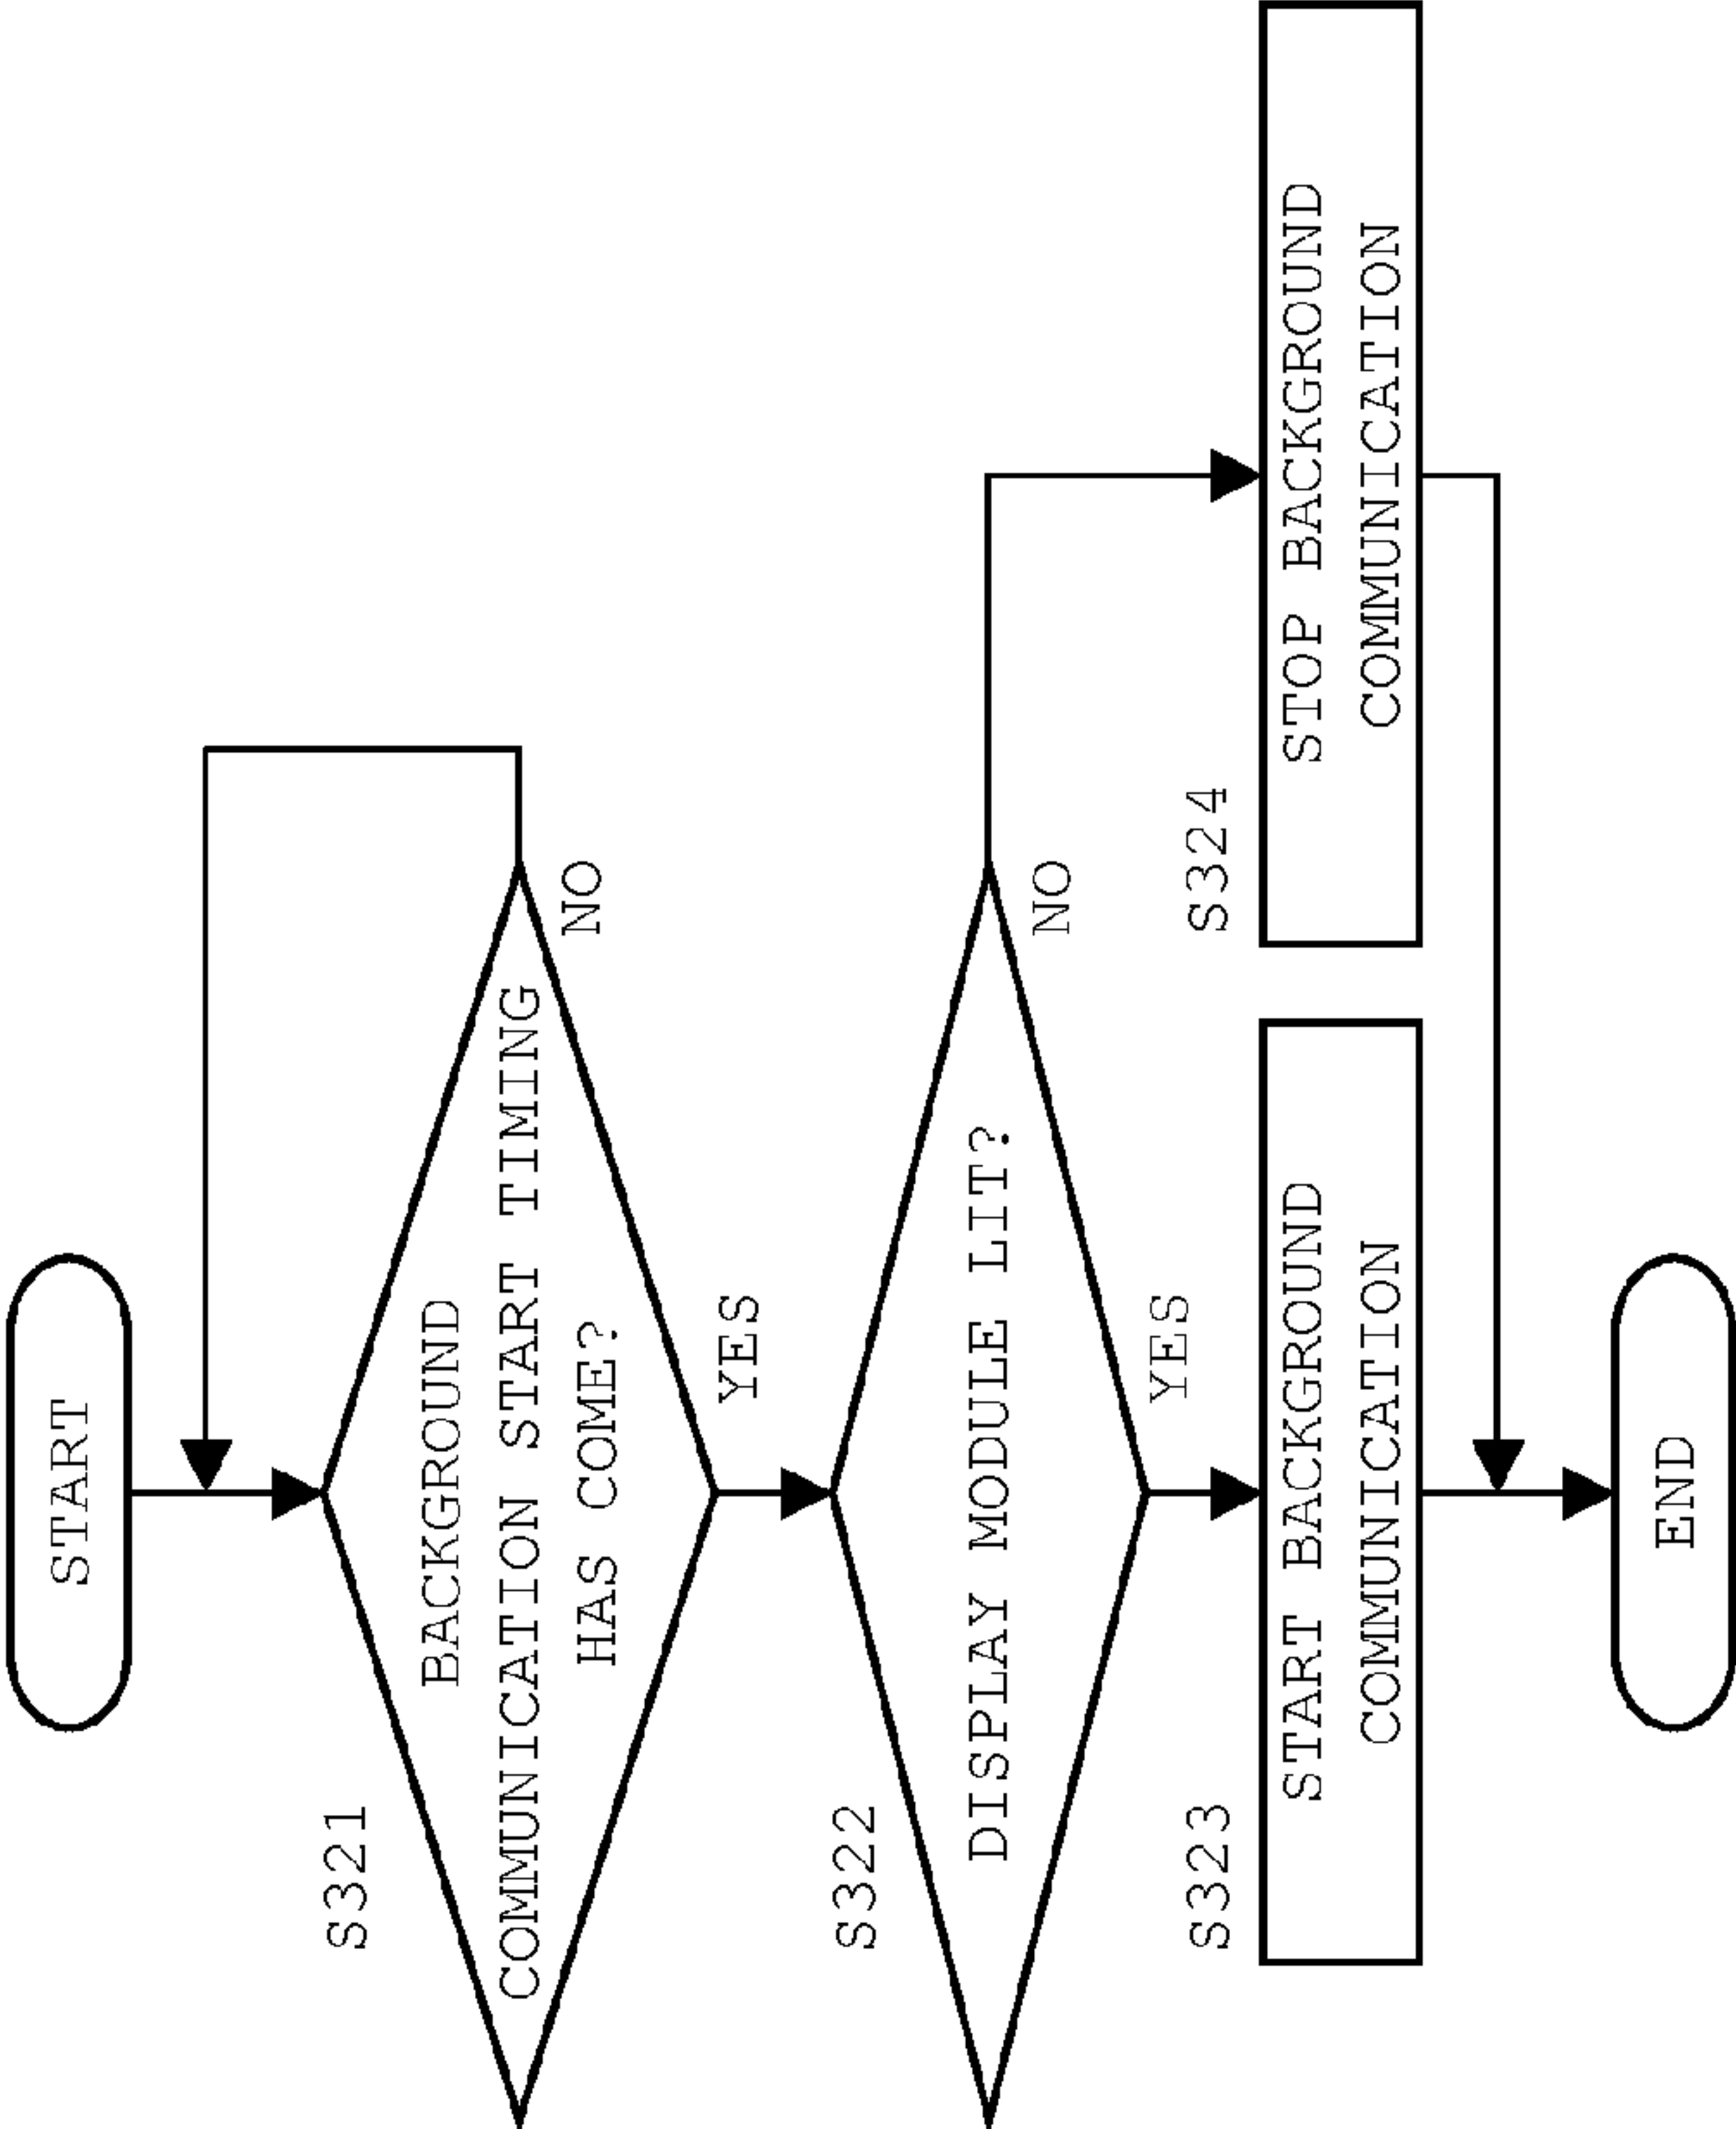 START
S321
BACKGROUND
COMMUNICATION START TIMING
HAS COME?
NO
YES
S322
DISPLAY MODULE LIT?
NO
YES
S323
START BACKGROUND
COMMUNICATION
S324
STOP BACKGROUND
COMMUNICATION
END